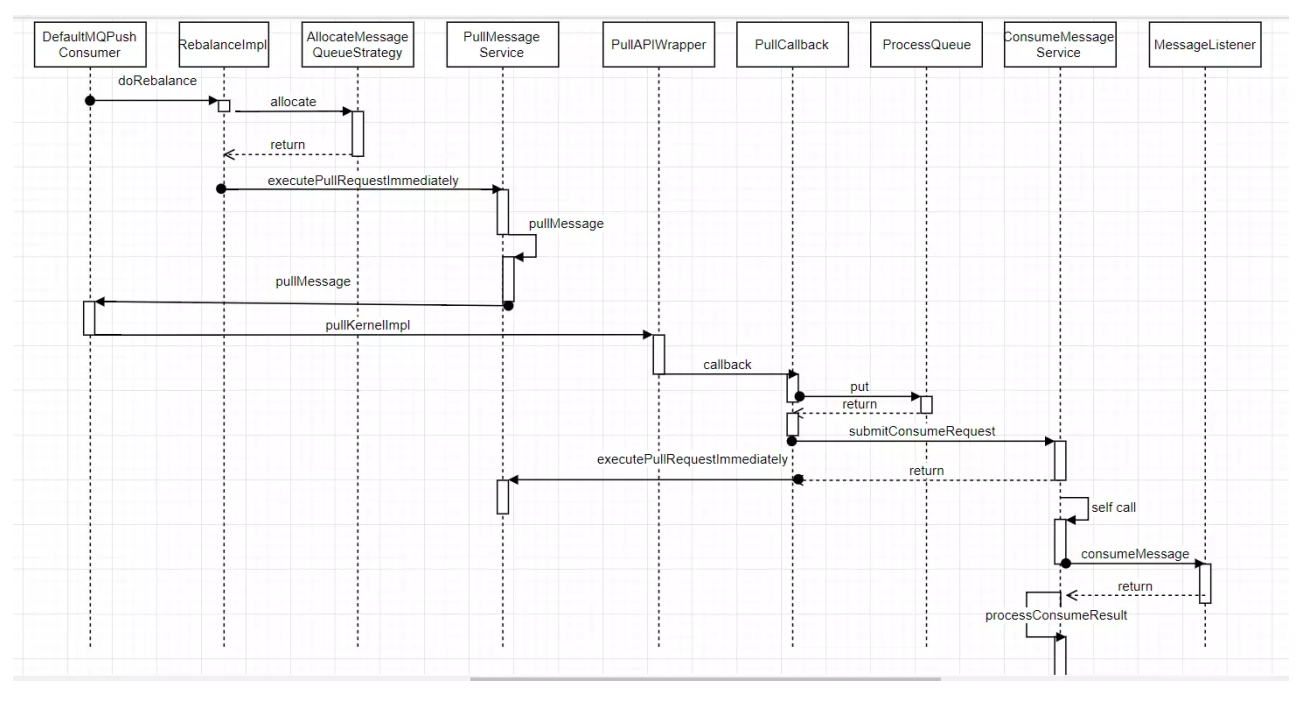 DefaultMQPush
Consumer
RebalanceImpl
AllocateMessage
QueueStrategy
PullMessage
Service
PullAPIWrapper
PullCallback
ProcessQueue
ConsumeMessage
Service
MessageListener
doRebalance
allocate
return
executePullRequestImmediately
pullMessage
pullMessage
pullKernelImpl
callback
put
return
submitConsumeRequest
executePullRequestImmediately
return
self call
consumeMessage
return
processConsumeResult